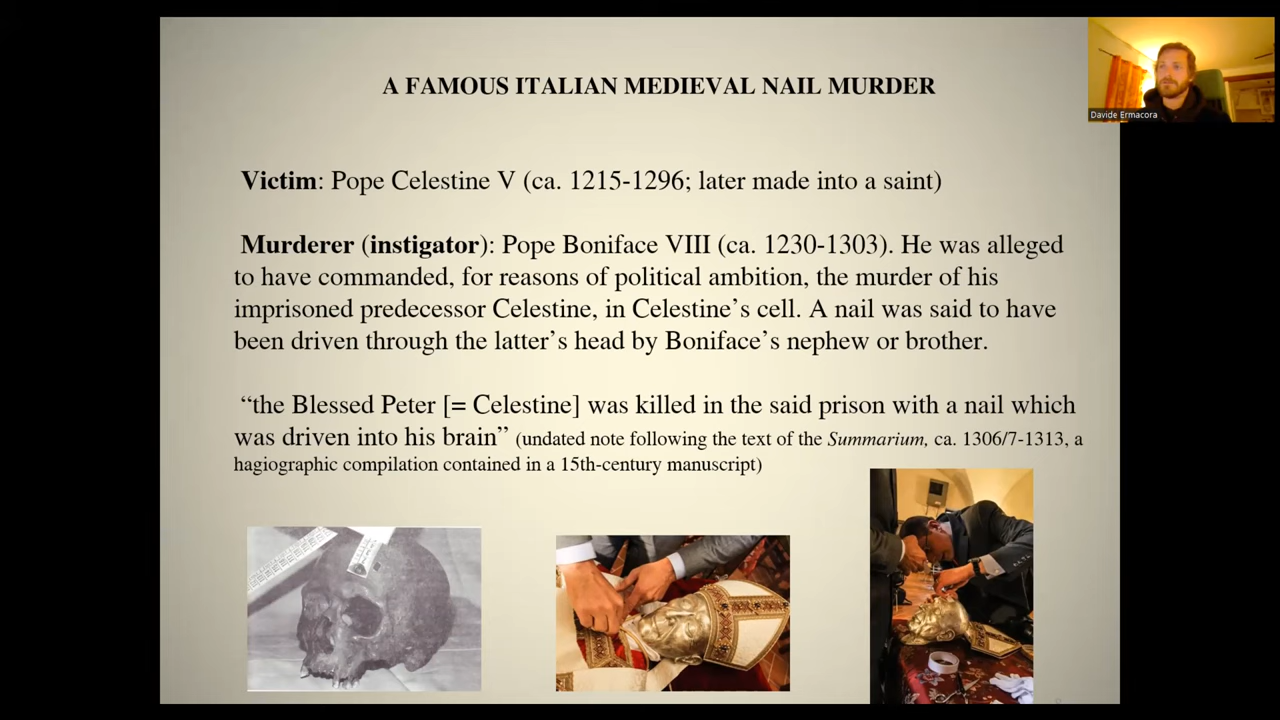 A FAMOUS ITALIAN MEDIEVAL NAIL MURDER
Davide Ermacora
Victim: Pope Celestine V (ca. 1215-1296; later made into a saint)
Murderer (instigator): Pope Boniface VIII (ca. 1230-1303). He was alleged
to have commanded, for reasons of political ambition, the murder of his
imprisoned predecessor Celestine, in Celestine’s cell. A nail was said to have
been driven through the latter’s head by Boniface’s nephew or brother.
“the Blessed Peter [= Celestine] was killed in the said prison with a nail which
was driven into his brain” (undated note following the text of the Summarium, ca. 1306/7-1313, a
hagiographic compilation contained in a 15th-century manuscript)